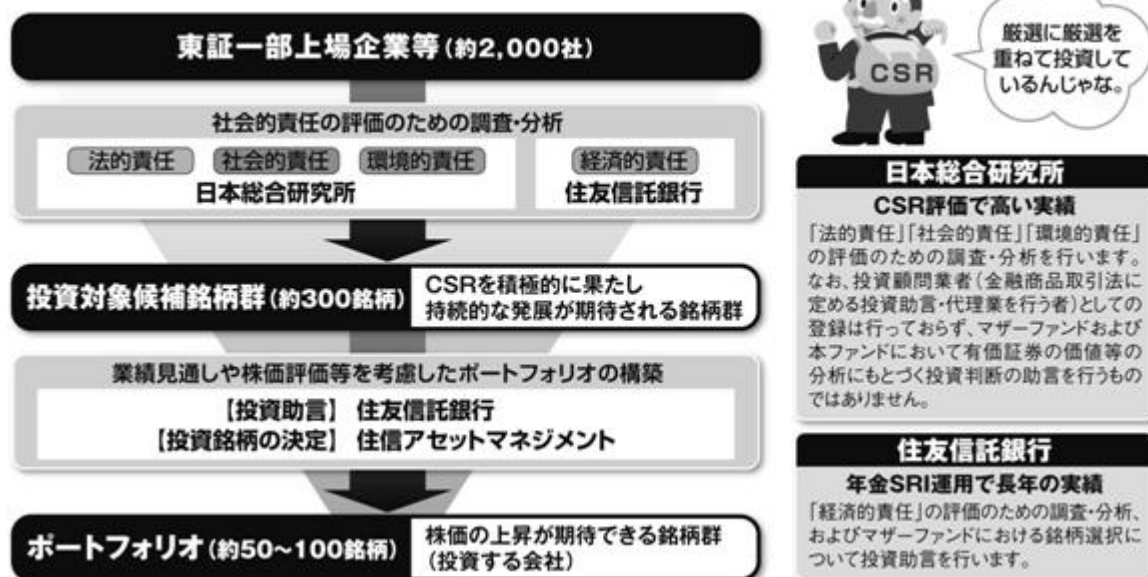 東証一部上場企業等(約2,000社)
社会的責任の評価のための調査・分析
法的責任 社会的責任 環境的責任
日本総合研究所
経済的責任
住友信託銀行
投資対象候補銘柄群(約300銘柄)
CSRを積極的に果たし
持続的な発展が期待される銘柄群
業績見通しや株価評価等を考慮したポートフォリオの構築
【投資助言】 住友信託銀行
【投資銘柄の決定】 住信アセットマネジメント
ポートフォリオ(約50〜100銘柄)
株価の上昇が期待できる銘柄群
(投資する会社)
CSR
厳選に厳選を
重ねて投資して
いるんじゃな。
日本総合研究所
CSR評価で高い実績
「法的責任」「社会的責任」「環境的責任」
の評価のための調査・分析を行います。
なお、投資顧問業者(金融商品取引法に
定める投資助言・代理業を行う者)としての
登録は行っておらず、マザーファンドおよび
本ファンドにおいて有価証券の価値等の
分析にもとづく投資判断の助言を行うもの
ではありません。
住友信託銀行
年金SRI運用で長年の実績
「経済的責任」の評価のための調査・分析、
およびマザーファンドにおける銘柄選択に
ついて投資助言を行います。